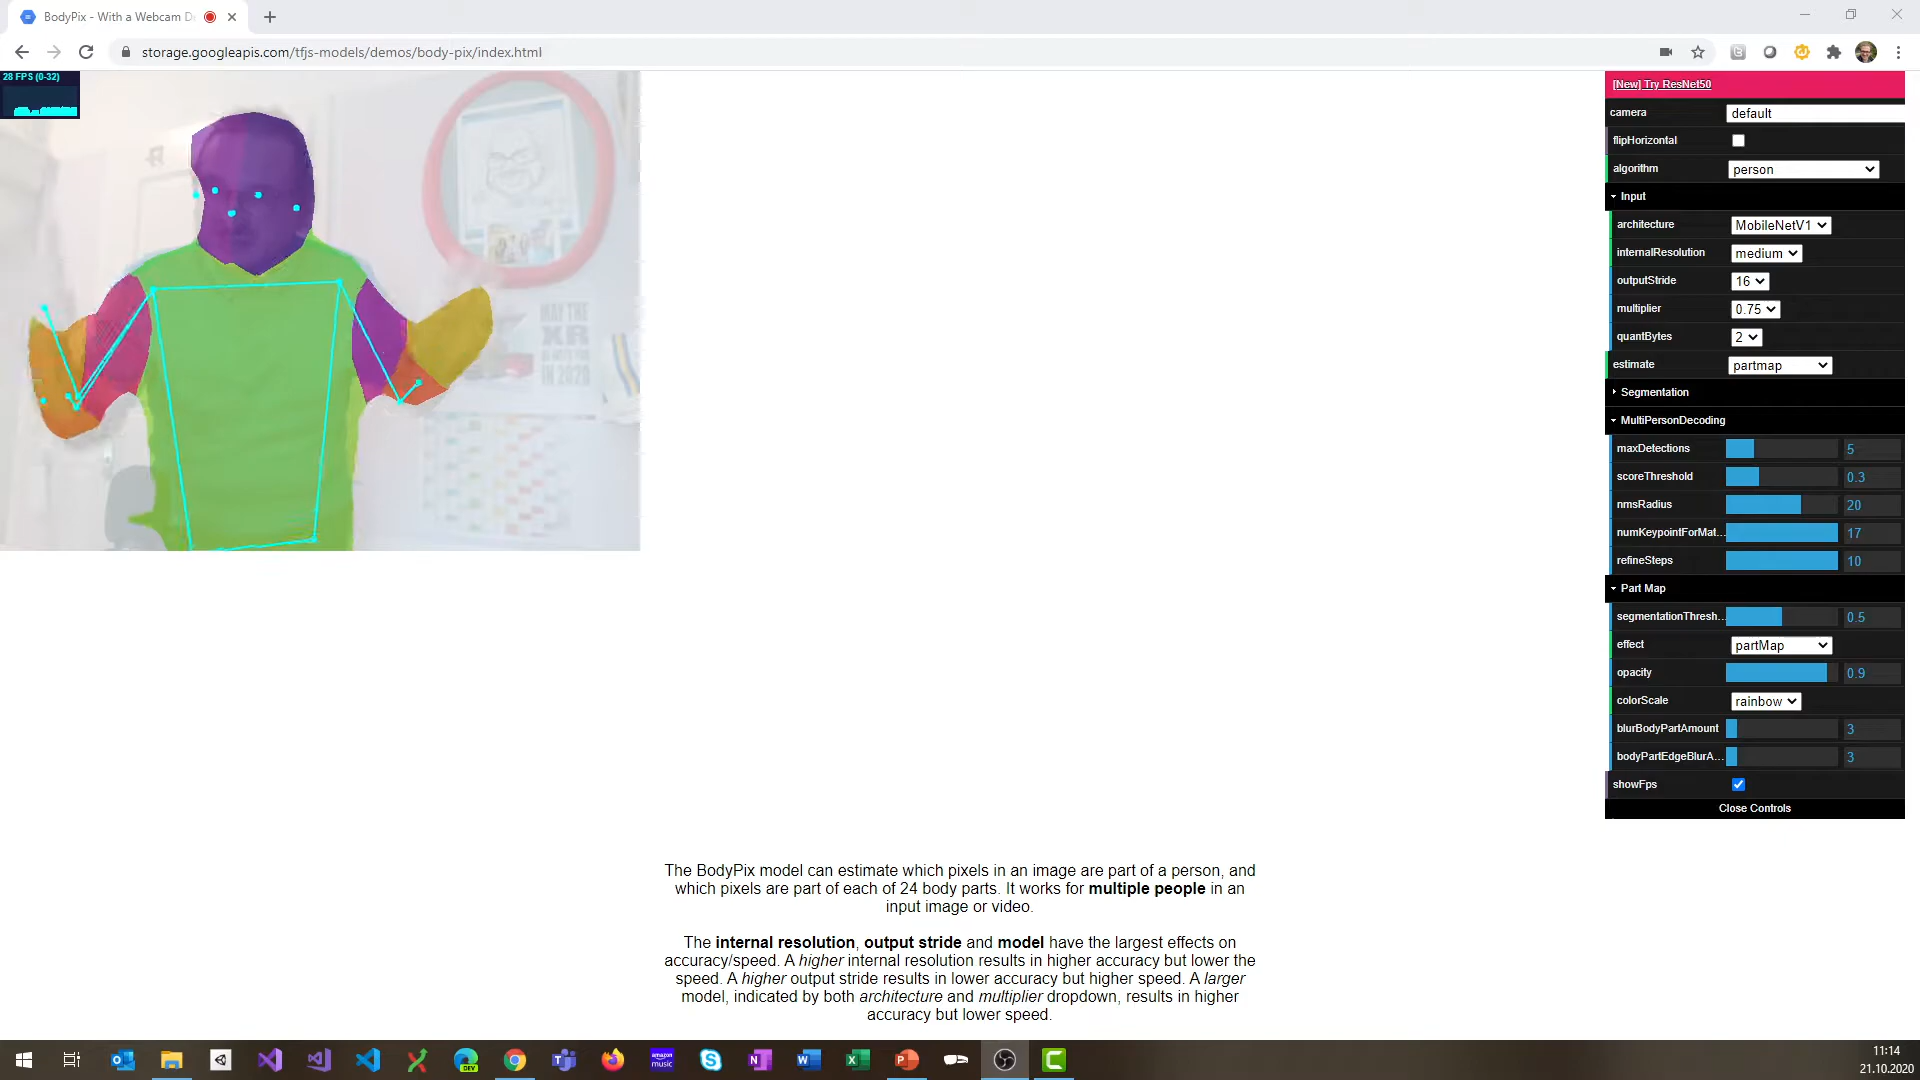 BodyPix - With a Webcam D
storage.googleapis.com/tfjs-models/demos/body-pix/index.html
28 FPS (0-32)
MAY THE
XR
IN 2020
[New] Try ResNet50
camera default
flipHorizontal
algorithm person
Input
architecture MobileNetV1
internalResolution medium
outputStride 16
multiplier 0.75
quantBytes 2
estimate partmap
Segmentation
MultiPersonDecoding
maxDetections 5
scoreThreshold 0.3
nmsRadius 20
numKeypointForMat... 17
refineSteps 10
Part Map
segmentationThresh... 0.5
effect partMap
opacity 0.9
colorScale rainbow
blurBodyPartAmount 3
bodyPartEdgeBlurA... 3
showFps
Close Controls
The BodyPix model can estimate which pixels in an image are part of a person, and
which pixels are part of each of 24 body parts. It works for multiple people in an
input image or video.
The internal resolution, output stride and model have the largest effects on
accuracy/speed. A higher internal resolution results in higher accuracy but lower the
speed. A higher output stride results in lower accuracy but higher speed. A larger
model, indicated by both architecture and multiplier dropdown, results in higher
accuracy but lower speed.
DEV
amazon
music
11:14
21.10.2020